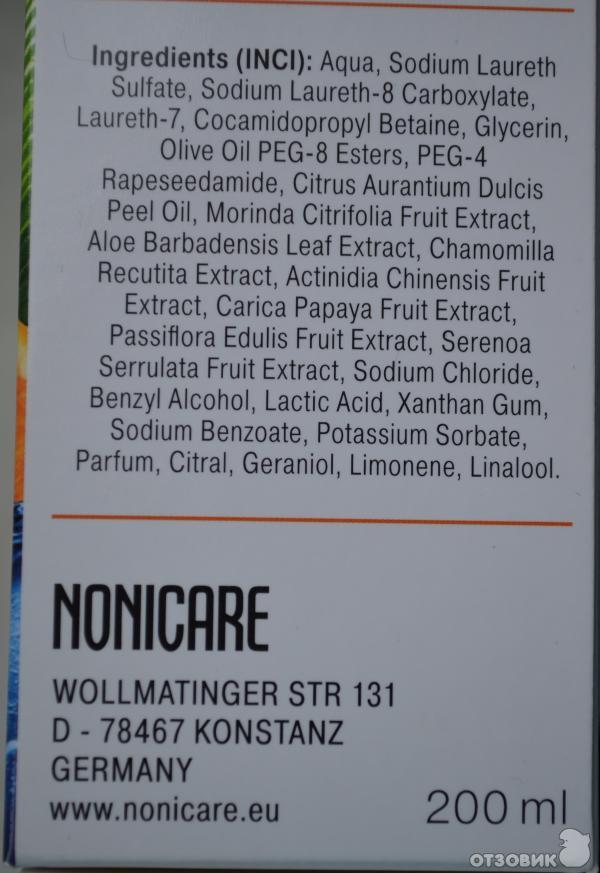 Ingredients (INCI): Aqua, Sodium Laureth
Sulfate, Sodium Laureth-8 Carboxylate,
Laureth-7, Cocamidopropyl Betaine, Glycerin,
Olive Oil PEG-8 Esters, PEG-4
Rapeseedamide, Citrus Aurantium Dulcis
Peel Oil, Morinda Citrifolia Fruit Extract,
Aloe Barbadensis Leaf Extract, Chamomilla
Recutita Extract, Actinidia Chinensis Fruit
Extract, Carica Papaya Fruit Extract,
Passiflora Edulis Fruit Extract, Serenoa
Serrulata Fruit Extract, Sodium Chloride,
Benzyl Alcohol, Lactic Acid, Xanthan Gum,
Sodium Benzoate, Potassium Sorbate,
Parfum, Citral, Geraniol, Limonene, Linalool.
NONICARE
WOLLMATINGER STR 131
D - 78467 KONSTANZ
GERMANY
www.nonicare.eu
200 ml
ОТЗОВИК